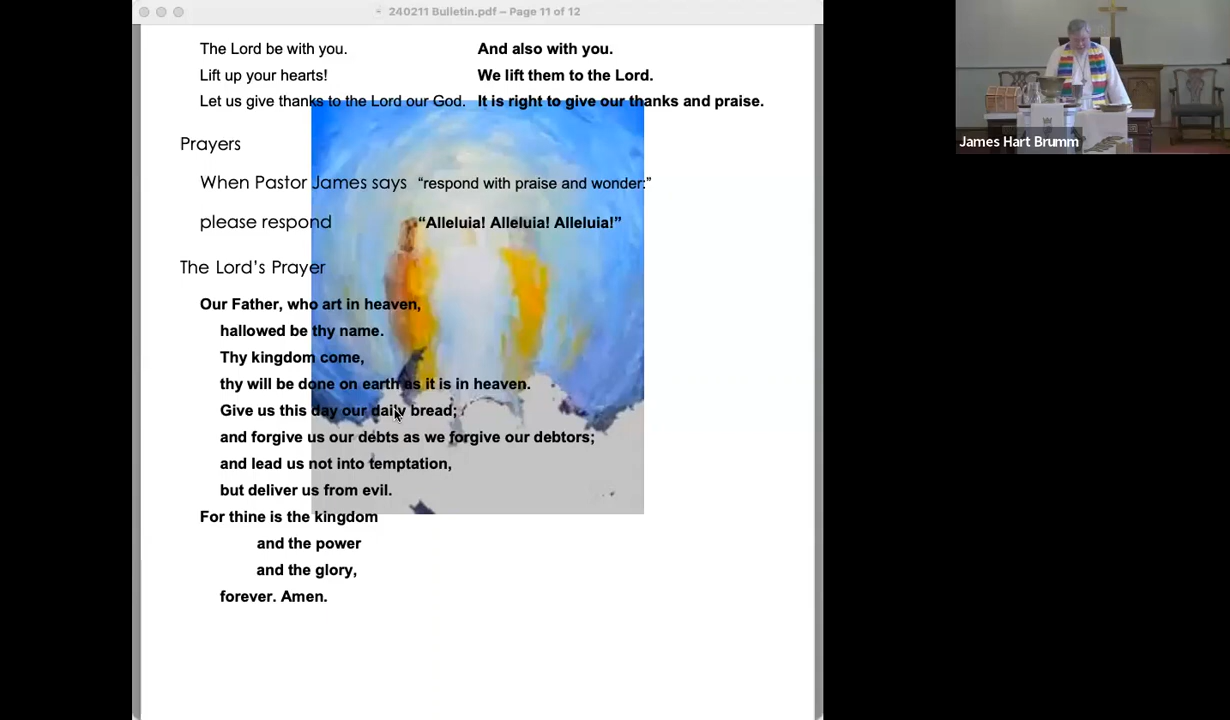 240211 Bulletin.pdf – Page 11 of 12
The Lord be with you. And also with you.
Lift up your hearts! We lift them to the Lord.
Let us give thanks to the Lord our God. It is right to give our thanks and praise.
Prayers
When Pastor James says “respond with praise and wonder:”
please respond “Alleluia! Alleluia! Alleluia!”
The Lord’s Prayer
Our Father, who art in heaven,
hallowed be thy name.
Thy kingdom come,
thy will be done on earth as it is in heaven.
Give us this day our daily bread;
and forgive us our debts as we forgive our debtors;
and lead us not into temptation,
but deliver us from evil.
For thine is the kingdom
and the power
and the glory,
forever. Amen.
James Hart Brumm